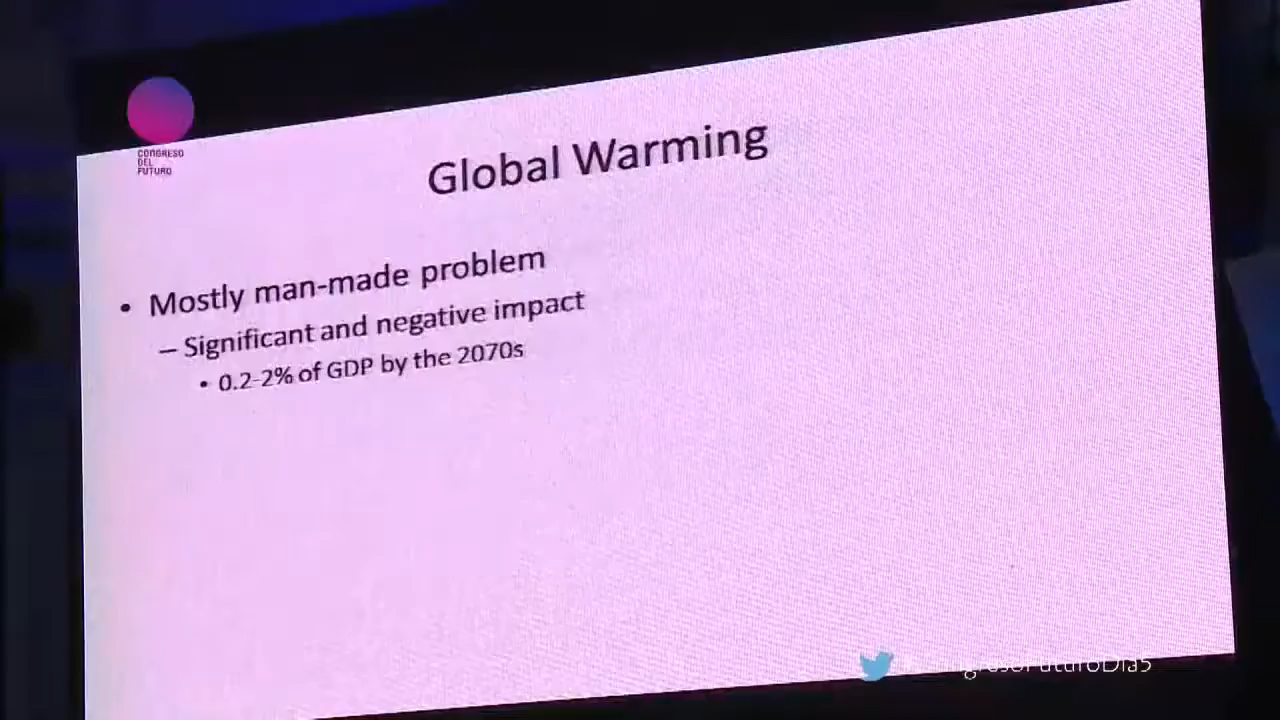 CONGRESO
DEL
FUTURO
Global Warming
• Mostly man-made problem
– Significant and negative impact
• 0.2-2% of GDP by the 2070s